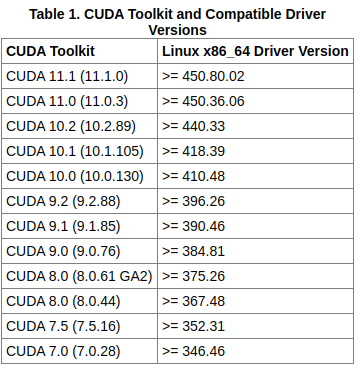 Table 1. CUDA Toolkit and Compatible Driver
Versions
CUDA Toolkit Linux x86_64 Driver Version
CUDA 11.1 (11.1.0) >= 450.80.02
CUDA 11.0 (11.0.3) >= 450.36.06
CUDA 10.2 (10.2.89) >= 440.33
CUDA 10.1 (10.1.105) >= 418.39
CUDA 10.0 (10.0.130) >= 410.48
CUDA 9.2 (9.2.88) >= 396.26
CUDA 9.1 (9.1.85) >= 390.46
CUDA 9.0 (9.0.76) >= 384.81
CUDA 8.0 (8.0.61 GA2) >= 375.26
CUDA 8.0 (8.0.44) >= 367.48
CUDA 7.5 (7.5.16) >= 352.31
CUDA 7.0 (7.0.28) >= 346.46